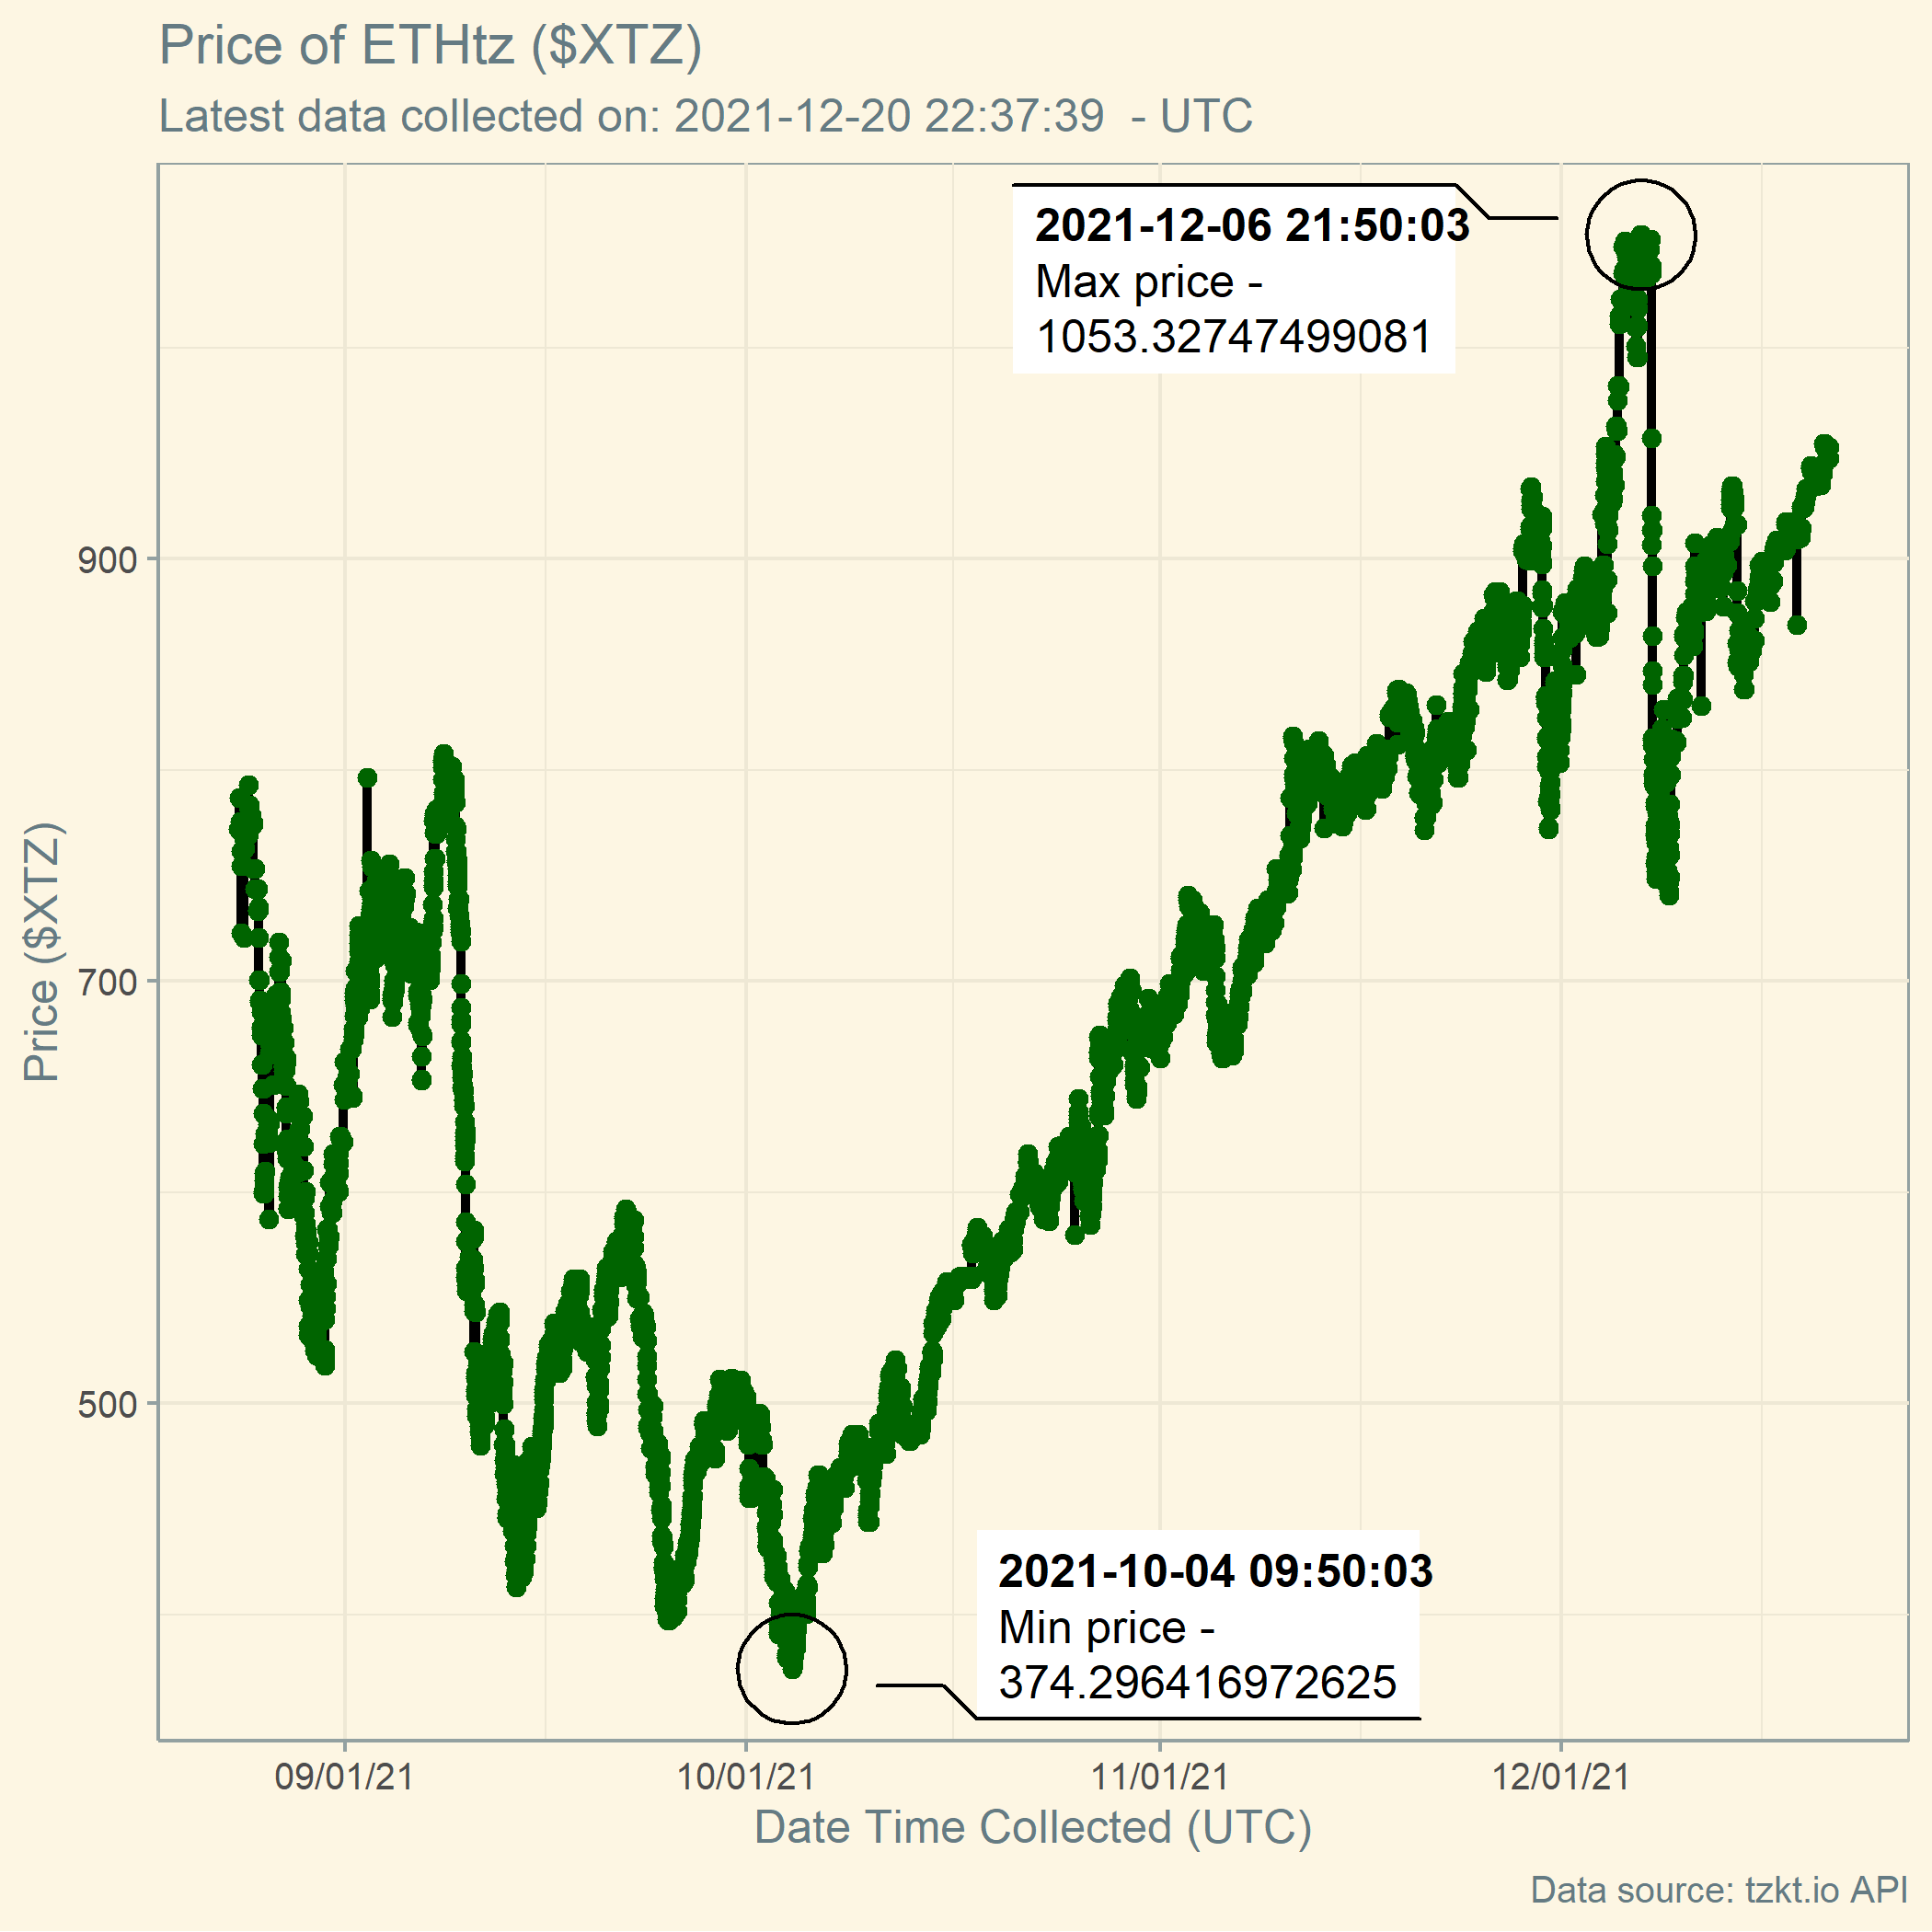 Price of ETHtz ($XTZ)
Latest data collected on: 2021-12-20 22:37:39  - UTC
2021-12-06 21:50:03
Max price -
1053.32747499081
900
700
500
Price ($XTZ)
2021-10-04 09:50:03
Min price -
374.296416972625
09/01/21
10/01/21
11/01/21
12/01/21
Date Time Collected (UTC)
Data source: tzkt.io API